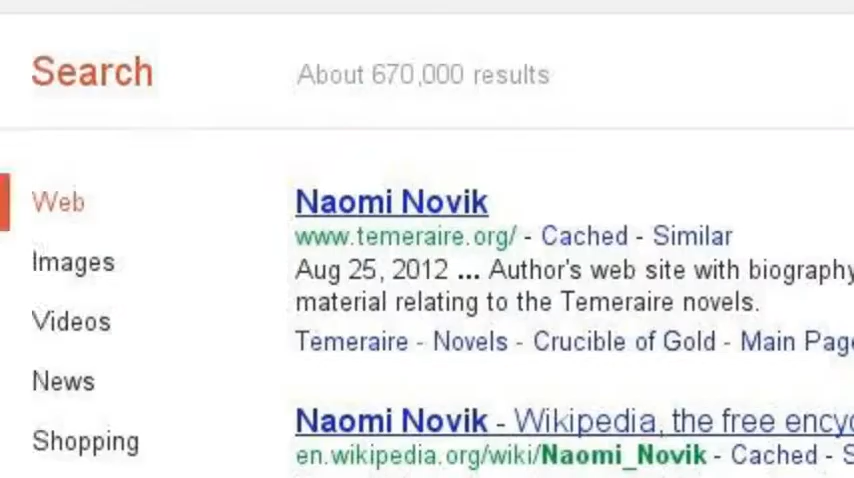 Search
About 670,000 results
Web
Images
Videos
News
Shopping
Naomi Novik
www.temeraire.org/ - Cached - Similar
Aug 25, 2012 ... Author's web site with biography
material relating to the Temeraire novels.
Temeraire - Novels - Crucible of Gold - Main Page
Naomi Novik - Wikipedia, the free ency
en.wikipedia.org/wiki/Naomi_Novik - Cached - S